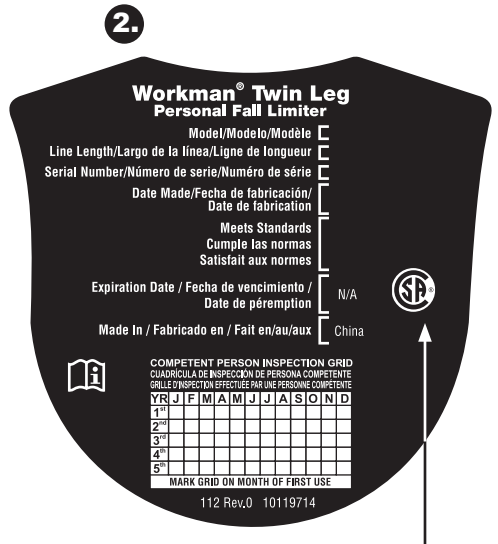 2.
Workman® Twin Leg
Personal Fall Limiter
Model/Modelo/Modèle
Line Length/Largo de la línea/Ligne de longueur
Serial Number/Número de serie/Numéro de série
Date Made/Fecha de fabricación/
Date de fabrication
Meets Standards
Cumple las normas
Satisfait aux normes
Expiration Date / Fecha de vencimiento /
Date de péremption
N/A
Made In / Fabricado en / Fait en/au/aux
China
SA®
COMPETENT PERSON INSPECTION GRID
CUADRÍCULA DE INSPECCIÓN DE PERSONA COMPETENTE
GRILLE D'INSPECTION EFFECTUÉE PAR UNE PERSONNE COMPÉTENTE
YR J F M A M J J A S O N D
1st
2nd
3rd
4th
5th
MARK GRID ON MONTH OF FIRST USE
112 Rev.0 10119714